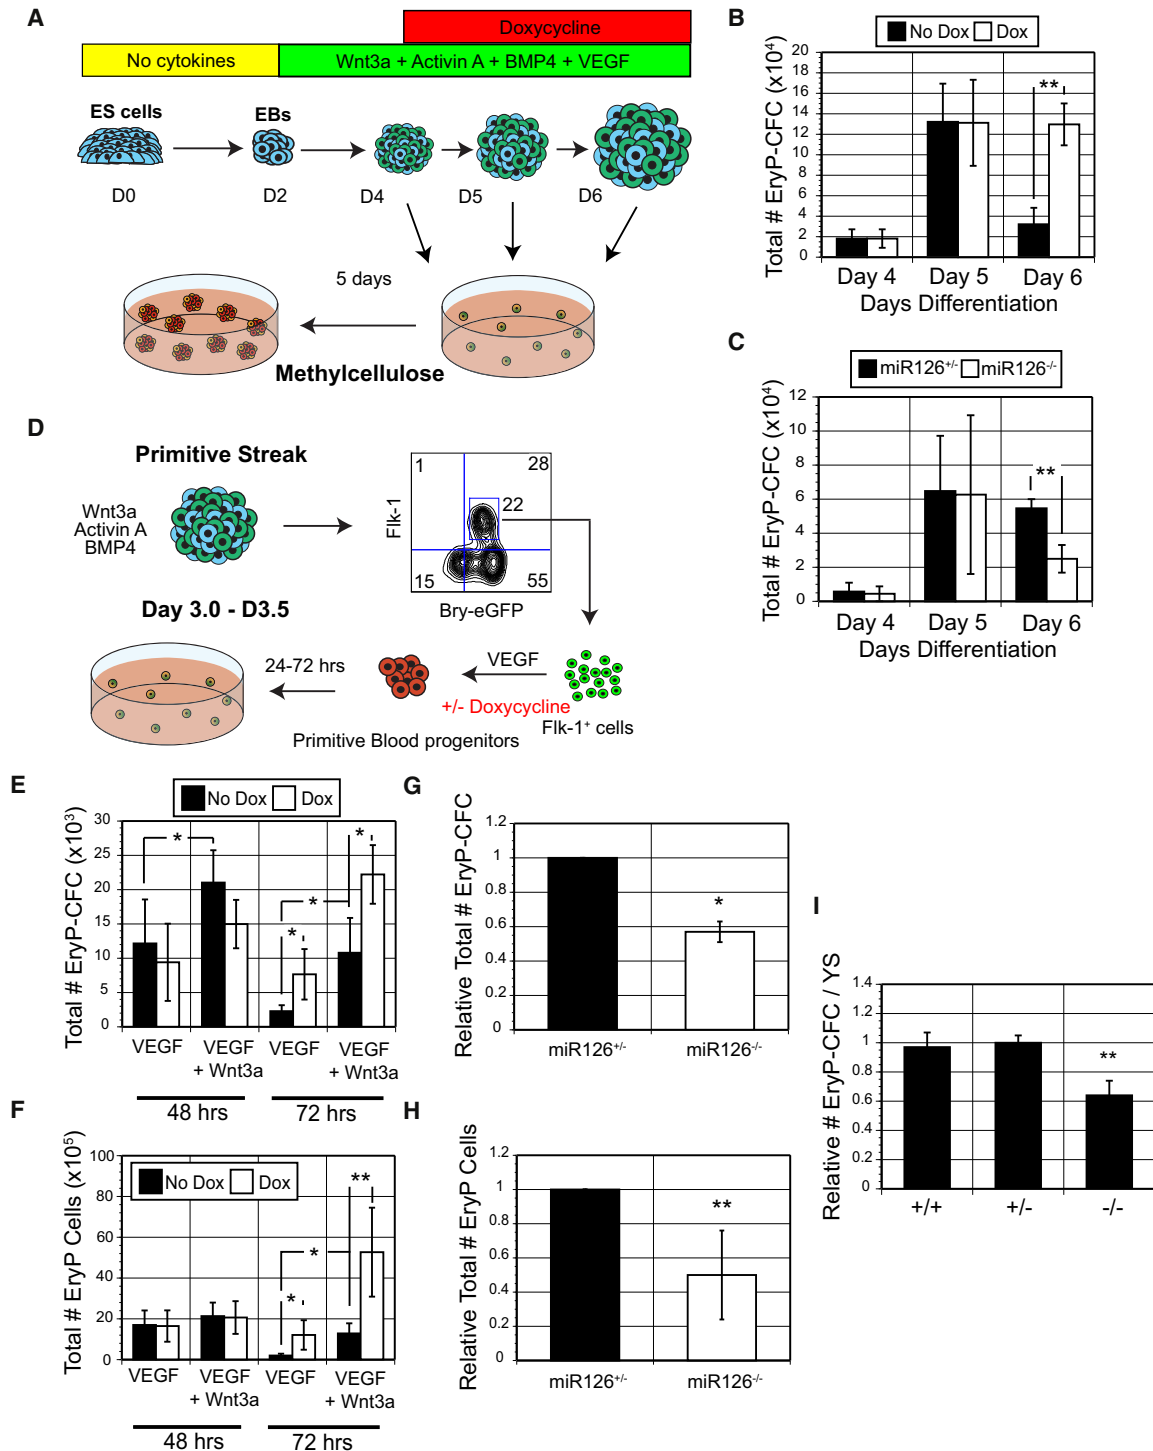 A
Doxycycline
No cytokines
Wnt3a + Activin A + BMP4 + VEGF
ES cells
EBs
D0
D2
D4
D5
D6
5 days
Methylcellulose
B
No Dox
Dox
Total # EryP-CFC (x10⁴)
20
18
16
14
12
10
8
6
4
2
0
**
Day 4
Day 5
Day 6
Days Differentiation
C
miR126⁺/⁻
miR126⁻/⁻
Total # EryP-CFC (x10⁴)
12
10
8
6
4
2
0
**
Day 4
Day 5
Day 6
Days Differentiation
D
Primitive Streak
Wnt3a
Activin A
BMP4
Day 3.0 - D3.5
Flk-1
1
28
22
15
55
Bry-eGFP
24-72 hrs
VEGF
+/- Doxycycline
Flk-1⁺ cells
Primitive Blood progenitors
E
No Dox
Dox
Total # EryP-CFC (x10³)
30
25
20
15
10
5
0
*
*
*
*
VEGF
VEGF
+ Wnt3a
VEGF
VEGF
+ Wnt3a
48 hrs
72 hrs
F
No Dox
Dox
Total # EryP Cells (x10⁵)
100
80
60
40
20
0
*
*
**
VEGF
VEGF
+ Wnt3a
VEGF
VEGF
+ Wnt3a
48 hrs
72 hrs
G
Relative Total # EryP-CFC
1.2
1
0.8
0.6
0.4
0.2
0
*
miR126⁺/⁻
miR126⁻/⁻
H
Relative Total # EryP Cells
1.2
1
0.8
0.6
0.4
0.2
0
**
miR126⁺/⁻
miR126⁻/⁻
I
Relative # EryP-CFC / YS
1.4
1.2
1
0.8
0.6
0.4
0.2
0
**
+/+
+/-
-/-